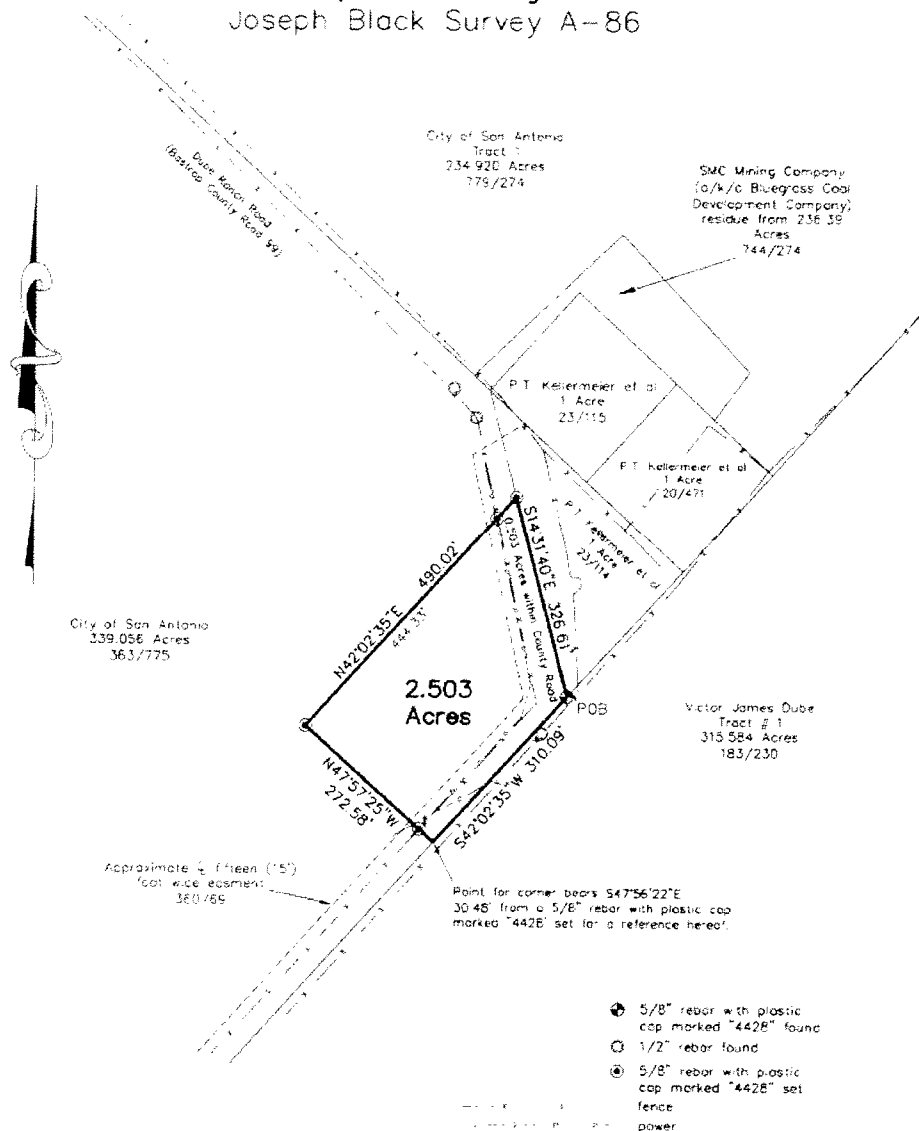 Joseph Black Survey A-86
City of San Antonio
Tract 1
234.920 Acres
779/274
SMC Mining Company
(a/k/a Bluegrass Coal
Development Company)
residue from 236.39
Acres
744/274
Dube Ranch Road
(Bastrop County Road 99)
P.T. Kellermeier et al
1 Acre
23/115
P.T. Kellermeier et al
1 Acre
20/471
P.T. Kellermeier et al
1 Acre
23/114
S14°31'40"E 326.61'
0.503 Acres within County Road
N42°02'35"E 490.02'
444.33'
City of San Antonio
339.056 Acres
363/775
2.503
Acres
POB
Victor James Dube
Tract # 1
315.584 Acres
183/230
N47°57'25"W
272.58'
S42°02'35"W 310.09'
Approximate ℄ fifteen (15')
foot wide easment
360/69
Point for corner bears S47°56'22"E
30.48' from a 5/8" rebar with plastic cap
marked "4428" set for a reference hereof.
5/8" rebar with plastic
cap marked "4428" found
1/2" rebar found
5/8" rebar with plastic
cap marked "4428" set
fence
power